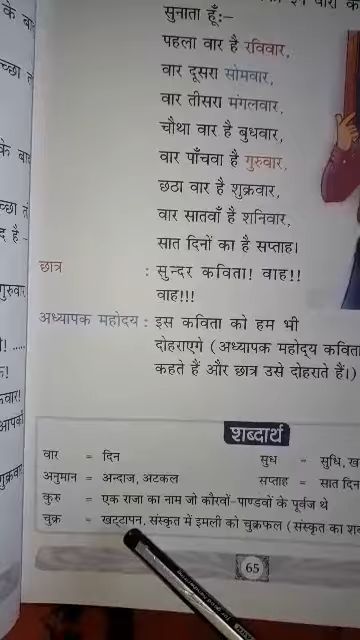 सुनाता हूँ:–
पहला वार है रविवार,
वार दूसरा सोमवार,
वार तीसरा मंगलवार,
चौथा वार है बुधवार,
वार पाँचवा है गुरुवार,
छठा वार है शुक्रवार,
वार सातवाँ है शनिवार,
सात दिनों का है सप्ताह।
छात्र : सुन्दर कविता! वाह!!
वाह!!!
अध्यापक महोदय : इस कविता को हम भी
दोहराएगे (अध्यापक महोद्य कविता
कहते हैं और छात्र उसे दोहराते हैं।)
शब्दार्थ
वार = दिन सुध = सुधि,
अनुमान = अन्दाज, अटकल सप्ताह = सात दिन
कुरु = एक राजा का नाम जो कौरवों-पाण्डवों के पूर्वज थे
चुक्र = खट्टापन, संस्कृत में इमली को चुक्रफल (संस्कृत का
65